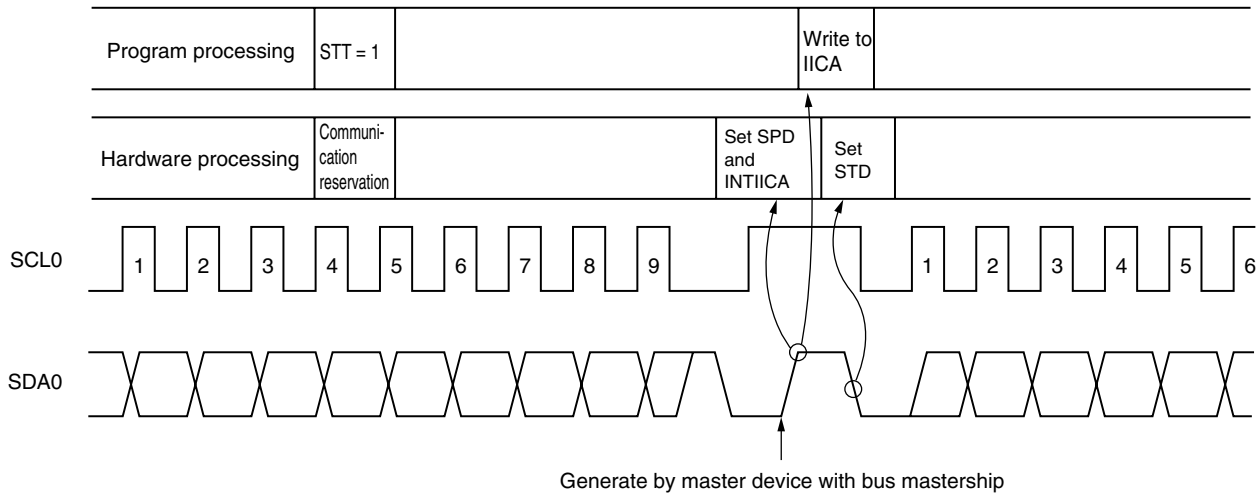 Program processing
STT = 1
Write to
IICA
Hardware processing
Communi-
cation
reservation
Set SPD
and
INTIICA
Set
STD
SCL0
1 2 3 4 5 6 7 8 9 1 2 3 4 5 6
SDA0
Generate by master device with bus mastership